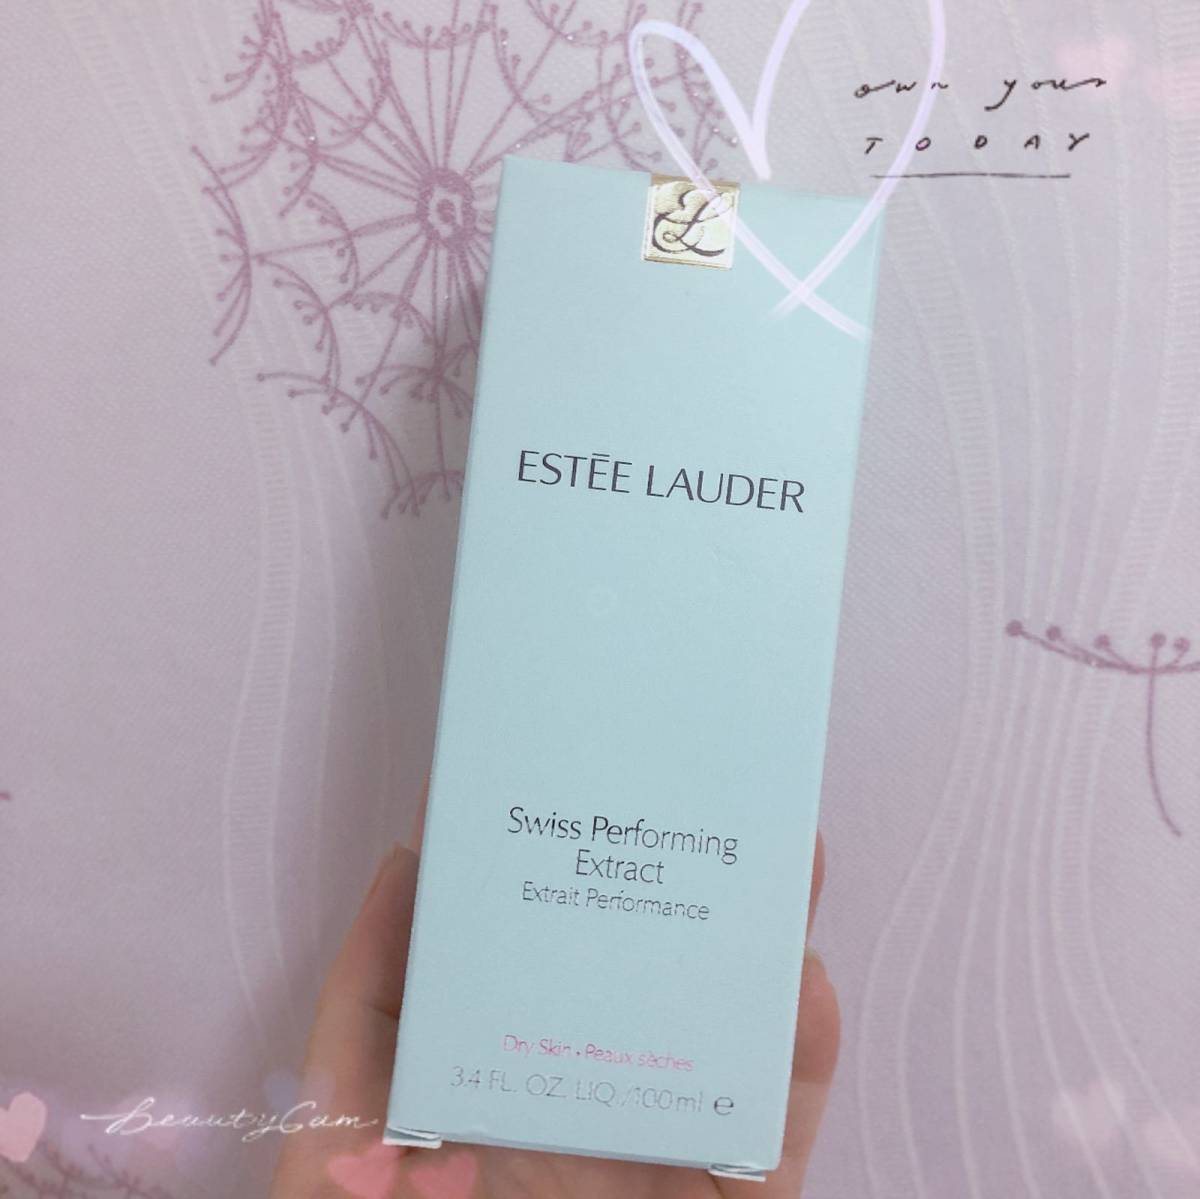 own your
TODAY
ESTĒE LAUDER
Swiss Performing
Extract
Extrait Performance
Dry Skin • Peaux sèches
3.4 FL. OZ. LIQ./100ml e
BeautyCam